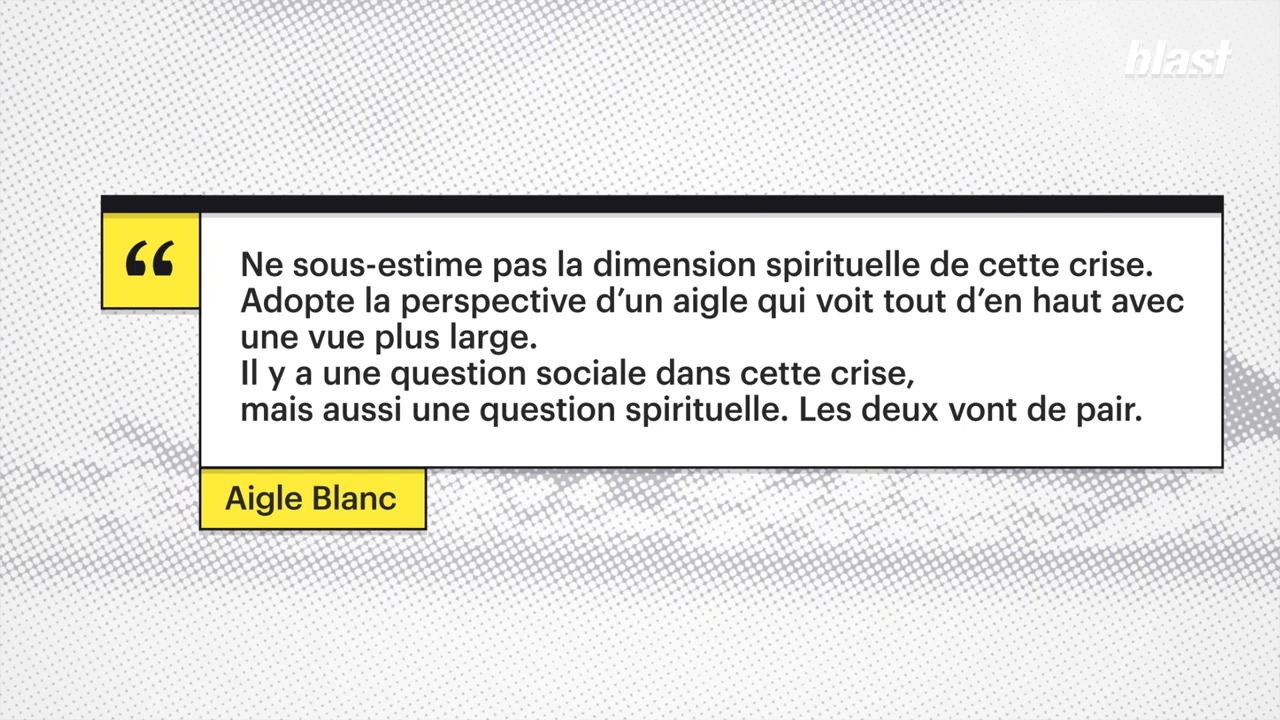 blast
“
Ne sous-estime pas la dimension spirituelle de cette crise.
Adopte la perspective d’un aigle qui voit tout d’en haut avec
une vue plus large.
Il y a une question sociale dans cette crise,
mais aussi une question spirituelle. Les deux vont de pair.
Aigle Blanc